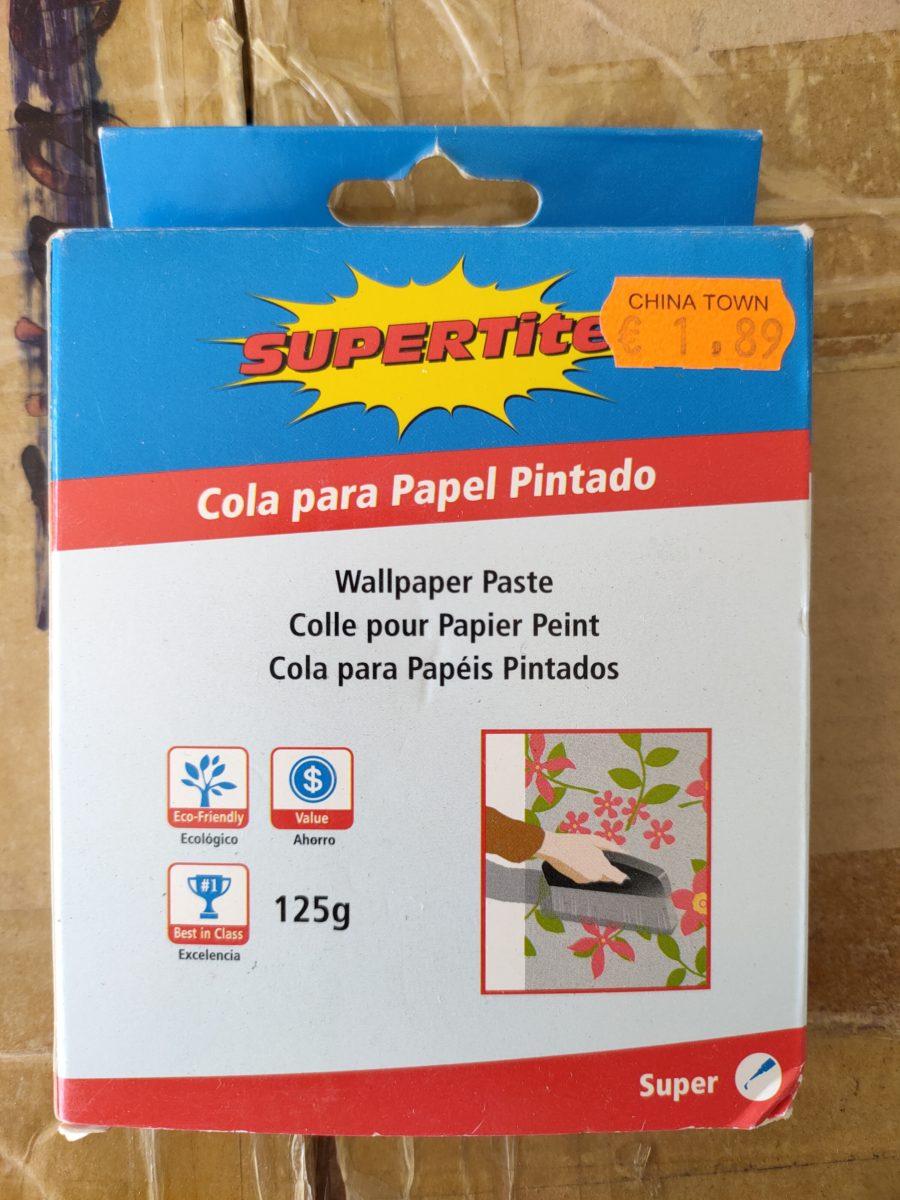 CHINA TOWN
€ 1.89
SUPERTite
Cola para Papel Pintado
Wallpaper Paste
Colle pour Papier Peint
Cola para Papéis Pintados
Eco-Friendly
Ecológico
$
Value
Ahorro
#1
Best in Class
Excelencia
125g
Super